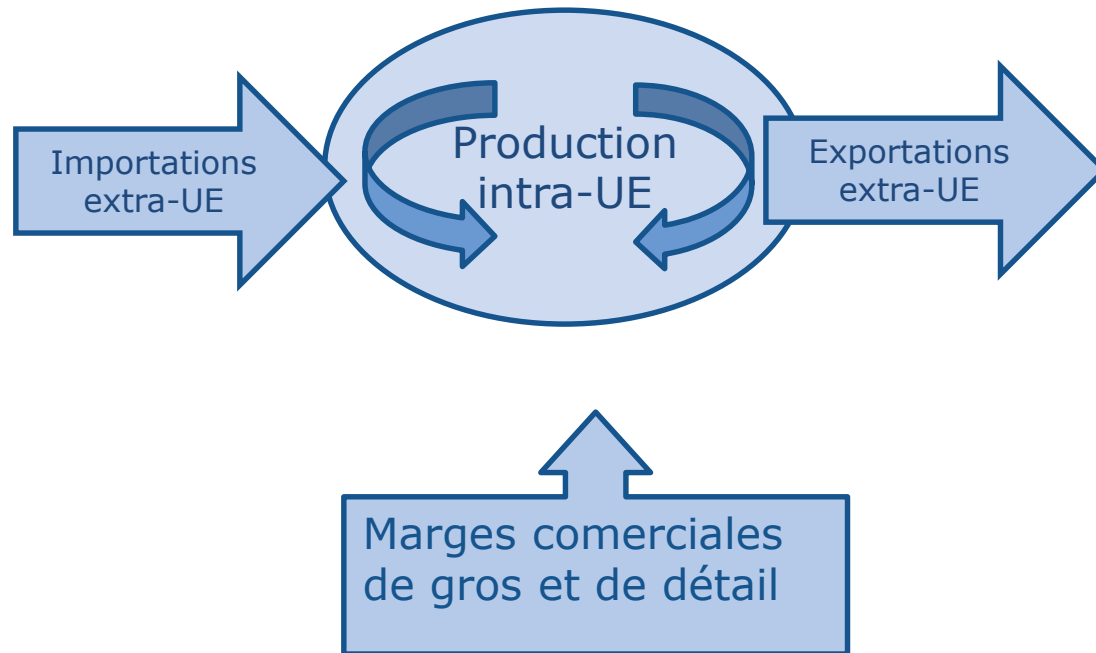 Importations
extra-UE
Production
intra-UE
Exportations
extra-UE
Marges comerciales
de gros et de détail